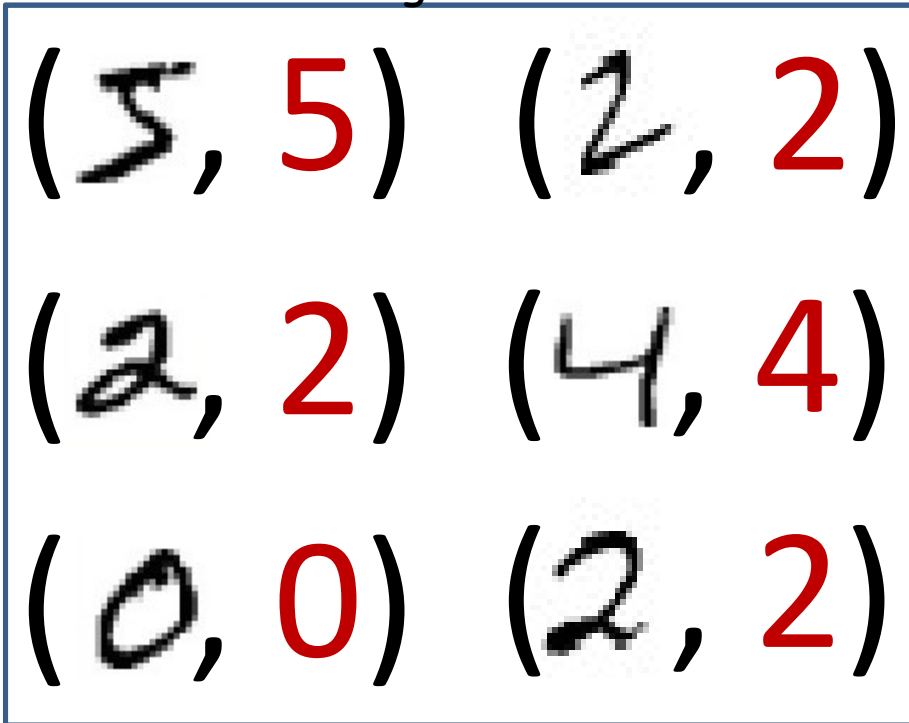 (5, 5) (2, 2)
(2, 2) (4, 4)
(0, 0) (2, 2)